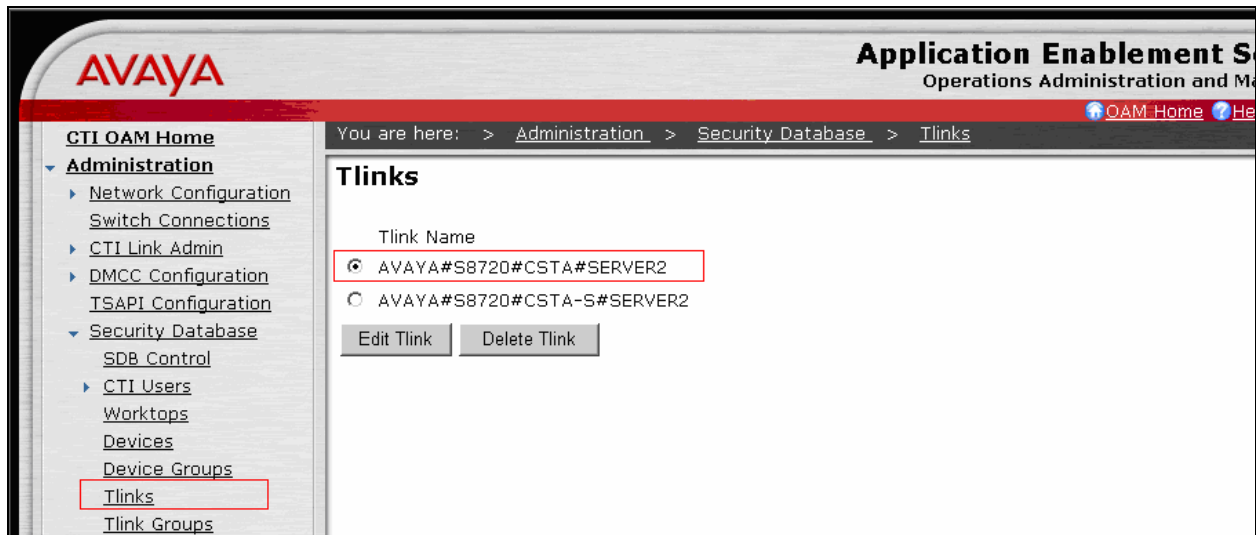 AVAYA
Application Enablement S
Operations Administration and Ma
OAM Home He
CTI OAM Home
You are here: > Administration > Security Database > Tlinks
Administration
Network Configuration
Switch Connections
CTI Link Admin
DMCC Configuration
TSAPI Configuration
Security Database
SDB Control
CTI Users
Worktops
Devices
Device Groups
Tlinks
Tlink Groups
Tlinks
Tlink Name
AVAYA#S8720#CSTA#SERVER2
AVAYA#S8720#CSTA-S#SERVER2
Edit Tlink Delete Tlink